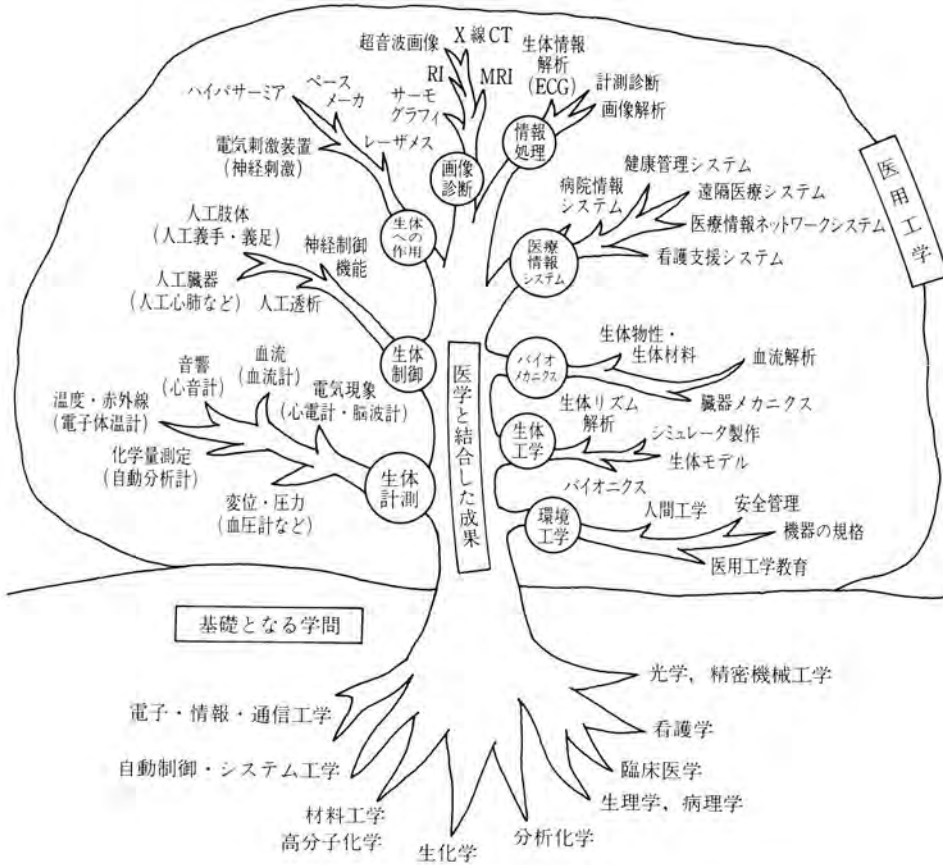 超音波画像
X線CT
生体情報
解析
(ECG)
計測診断
画像解析
RI
MRI
サーモ
グラフィ
ハイパサーミア
ペース
メーカ
レーザメス
電気刺激装置
(神経刺激)
画像
診断
情報
処理
健康管理システム
病院情報
システム
遠隔医療システム
医療情報ネットワークシステム
看護支援システム
医用工学
生体
への
作用
医療
情報
システム
人工肢体
(人工義手・義足)
神経制御
機能
人工臓器
(人工心肺など)
人工透析
生体
制御
医学と結合した成果
バイオ
メカニクス
生体物性・
生体材料
血流解析
臓器メカニクス
音響
(心音計)
血流
(血流計)
電気現象
(心電計・脳波計)
温度・赤外線
(電子体温計)
化学量測定
(自動分析計)
変位・圧力
(血圧計など)
生体
計測
生体
工学
生体リズム
解析
シミュレータ製作
生体モデル
バイオニクス
環境
工学
人間工学
安全管理
機器の規格
医用工学教育
基礎となる学問
光学、精密機械工学
電子・情報・通信工学
看護学
自動制御・システム工学
臨床医学
材料工学
高分子化学
生理学、病理学
分析化学
生化学